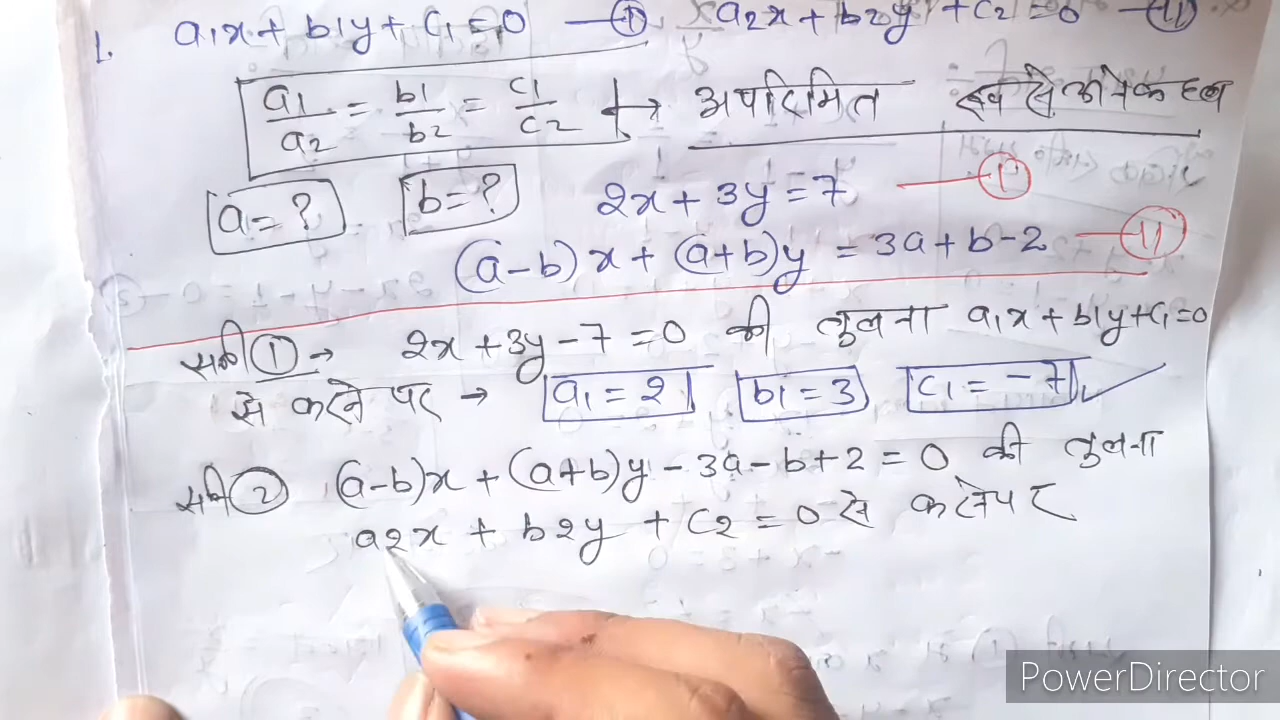 1. a1x + b1y + c1 = 0 — (I) a2x + b2y + c2 = 0 — (II)
a1/a2 = b1/b2 = c1/c2 → अपरिमित रूप से अनेक हल
a = ? b = ? 2x + 3y = 7 — (I)
(a-b)x + (a+b)y = 3a + b - 2 — (II)
समी (1) → 2x + 3y - 7 = 0 की तुलना a1x + b1y + c1 = 0
से करने पर → a1 = 2 b1 = 3 c1 = -7 ✓
समी (2) (a-b)x + (a+b)y - 3a - b + 2 = 0 की तुलना
a2x + b2y + c2 = 0 से करने पर
PowerDirector